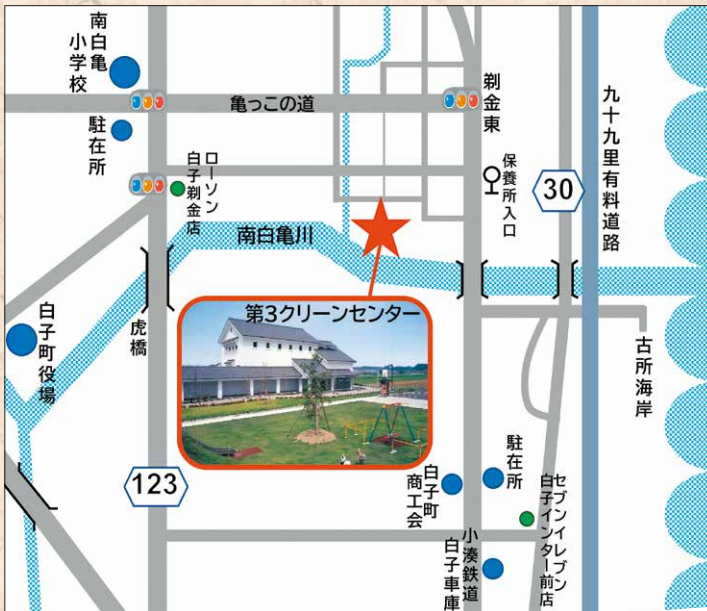 南白亀
小学校
駐在所
亀っこの道
剃金東
九十九里有料道路
ローソン
白子剃金店
保養所入口
30
南白亀川
第3クリーンセンター
虎橋
白子町役場
古所海岸
123
白子町
商工会
駐在所
セブンイレブン
白子インター前店
小湊鉄道
白子車庫